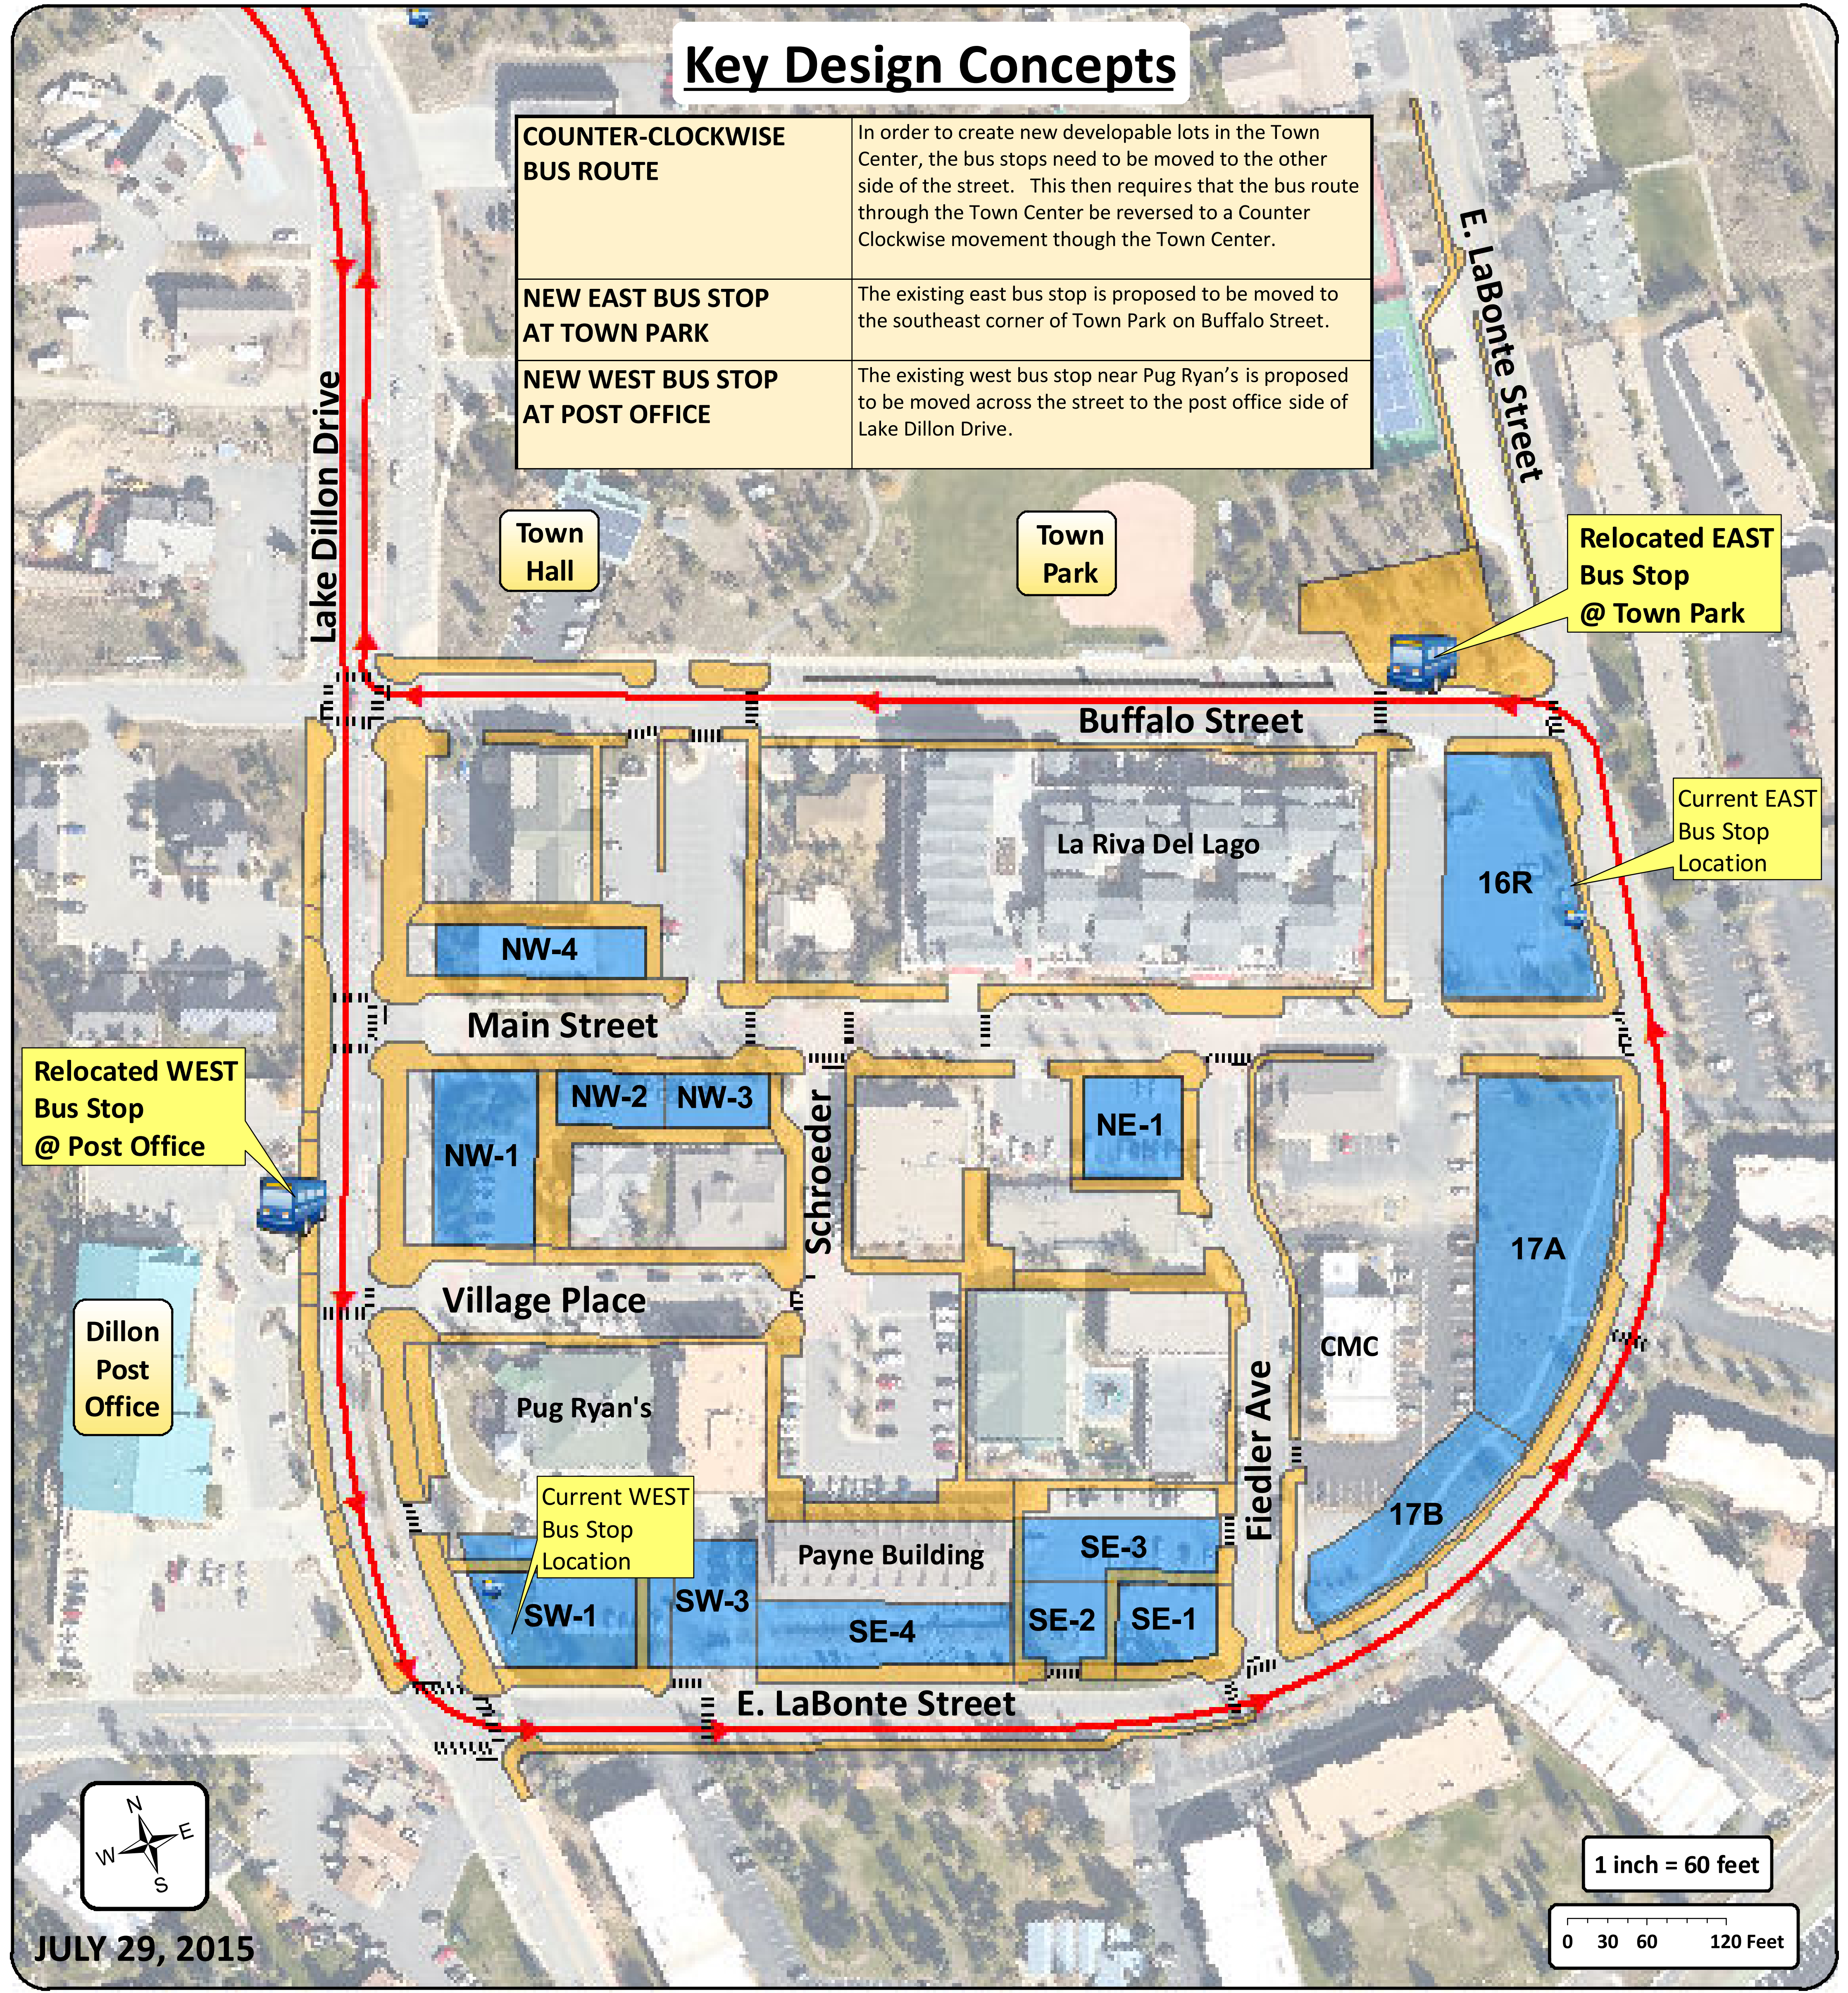 Key Design Concepts
COUNTER-CLOCKWISE
BUS ROUTE
In order to create new developable lots in the Town
Center, the bus stops need to be moved to the other
side of the street.   This then requires that the bus route
through the Town Center be reversed to a Counter
Clockwise movement though the Town Center.
NEW EAST BUS STOP
AT TOWN PARK
The existing east bus stop is proposed to be moved to
the southeast corner of Town Park on Buffalo Street.
NEW WEST BUS STOP
AT POST OFFICE
The existing west bus stop near Pug Ryan’s is proposed
to be moved across the street to the post office side of
Lake Dillon Drive.
E. LaBonte Street
Lake Dillon Drive
Town
Hall
Town
Park
Relocated EAST
Bus Stop
@ Town Park
Buffalo Street
Current EAST
Bus Stop
Location
La Riva Del Lago
16R
NW-4
Main Street
Relocated WEST
Bus Stop
@ Post Office
NW-1
NW-2
NW-3
Schroeder
NE-1
17A
Village Place
Dillon
Post
Office
CMC
Pug Ryan's
Fiedler Ave
Current WEST
Bus Stop
Location
17B
Payne Building
SE-3
SW-1
SW-3
SE-4
SE-2
SE-1
E. LaBonte Street
N
E
W
S
1 inch = 60 feet
0 30 60 120 Feet
JULY 29, 2015